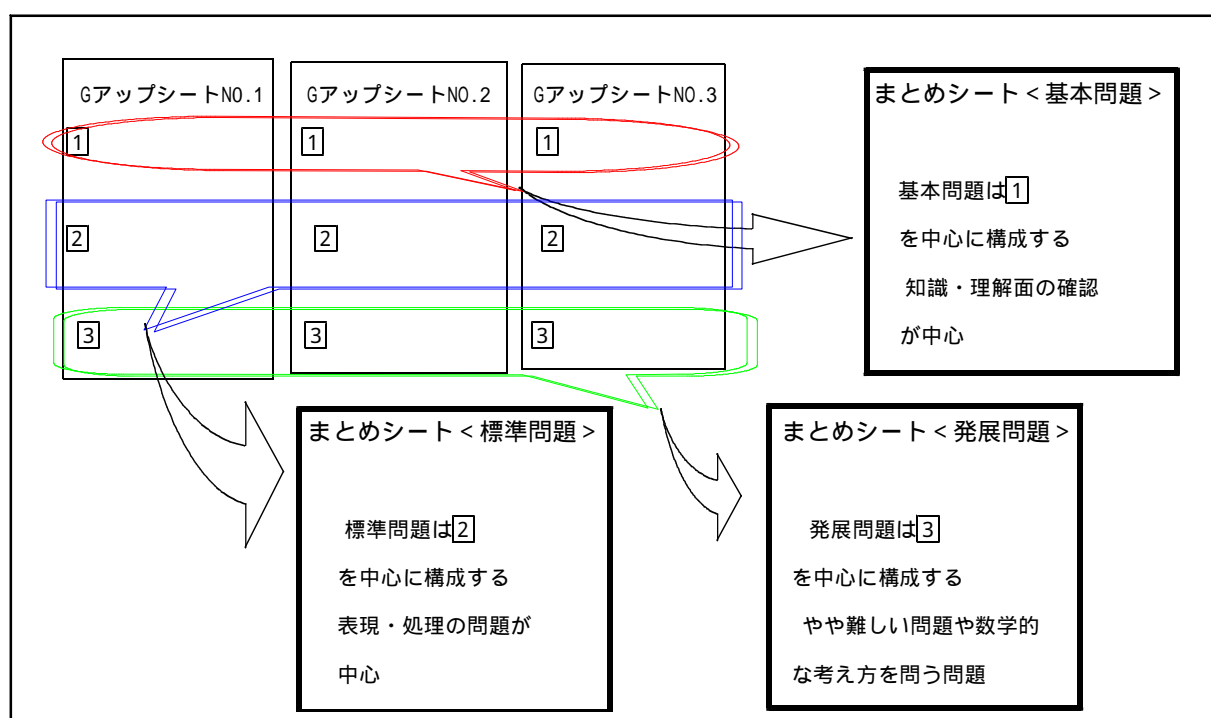 GアップシートNO.1
1
2
3
GアップシートNO.2
1
2
3
GアップシートNO.3
1
2
3
まとめシート＜基本問題＞
基本問題は1
を中心に構成する
知識・理解面の確認
が中心
まとめシート＜標準問題＞
標準問題は2
を中心に構成する
表現・処理の問題が
中心
まとめシート＜発展問題＞
発展問題は3
を中心に構成する
やや難しい問題や数学的
な考え方を問う問題